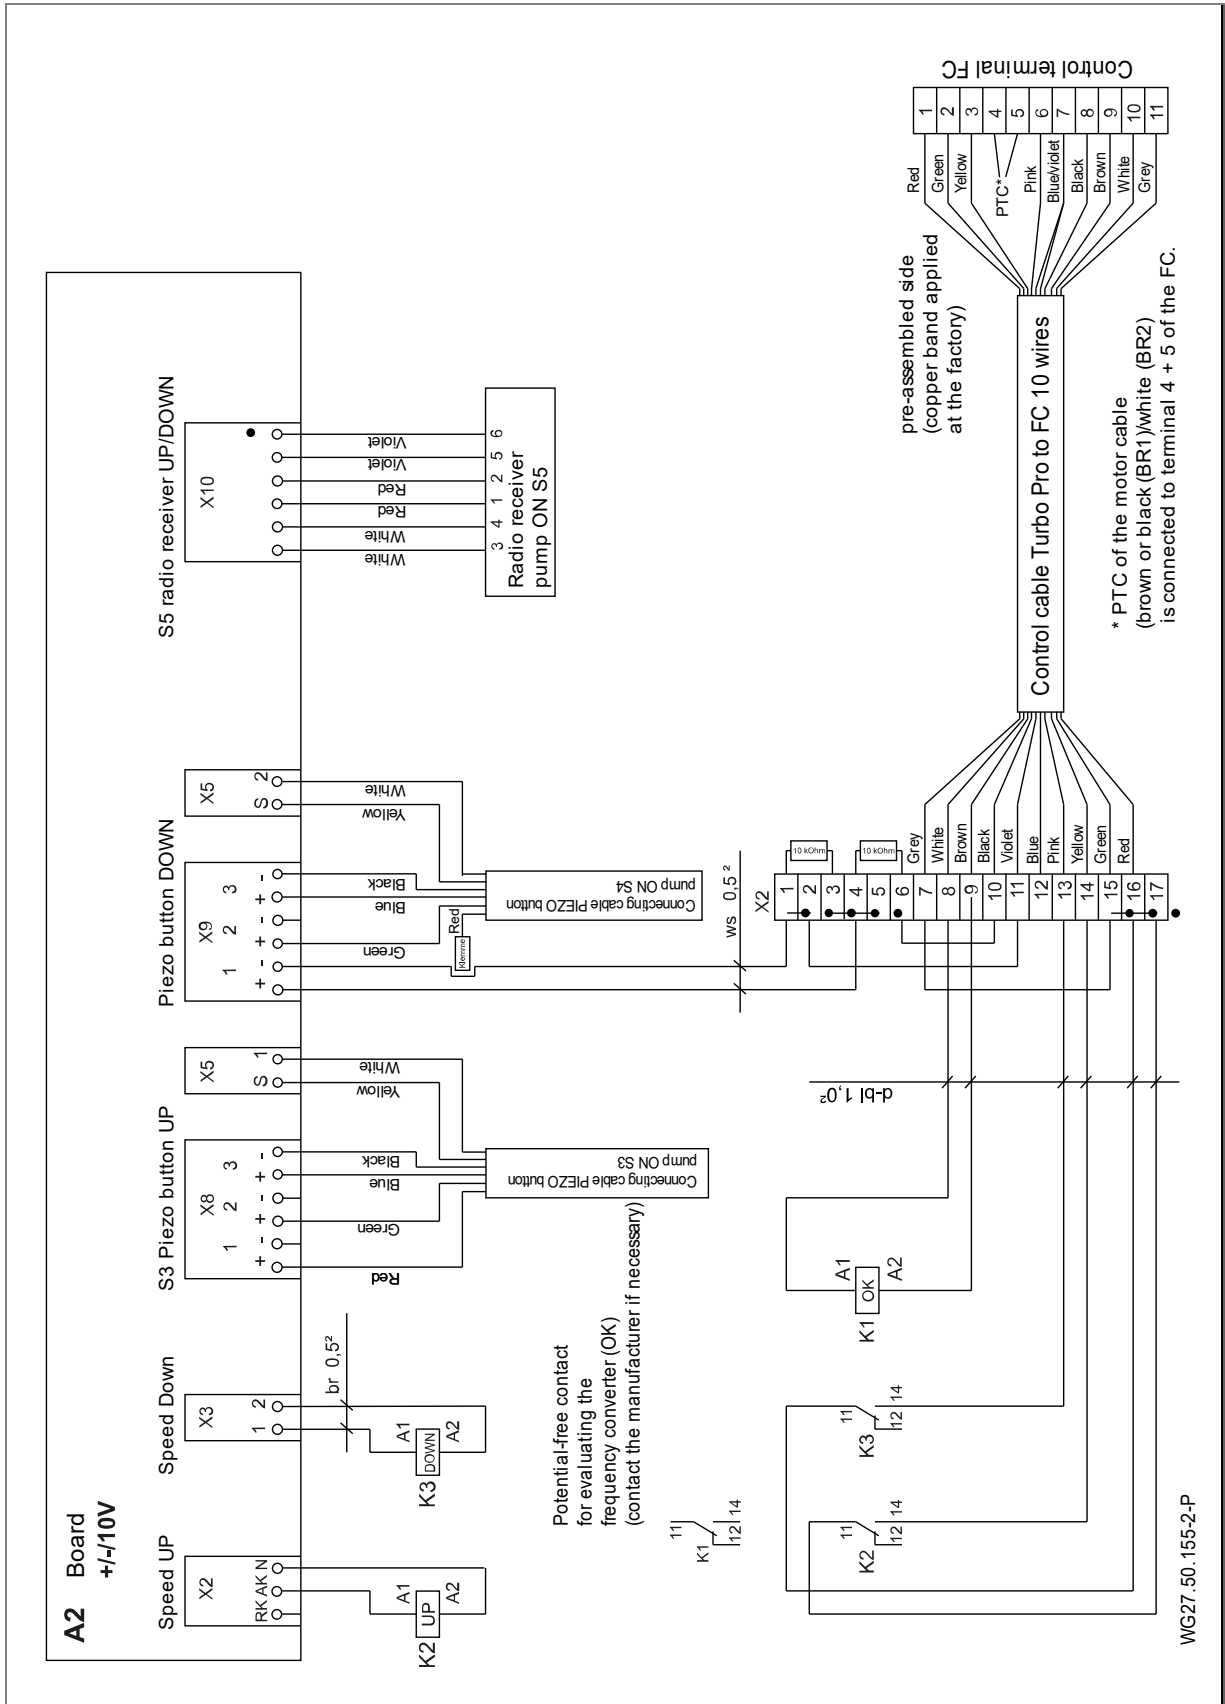 A2 Board
+/-/10V
Speed UP
X2
RK AK N
A1
UP
A2
K2
Speed Down
X3
1 2
br 0,5²
A1
DOWN
A2
K3
S3 Piezo button UP
X8
1 2 3
+ - + - + -
Red
Green
Blue
Black
X5
S 1
Yellow
White
Connecting cable PIEZO button
pump ON S3
Piezo button DOWN
X9
1 2 3
+ - + - + -
Green
Blue
Black
Red
Klemme
X5
S 2
Yellow
White
Connecting cable PIEZO button
pump ON S4
S5 radio receiver UP/DOWN
X10
White
White
Red
Red
Violet
Violet
3 4 1 2 5 6
Radio receiver
pump ON S5
Potential-free contact
for evaluating the
frequency converter (OK)
(contact the manufacturer if necessary)
K1
11
12 14
ws 0,5²
d-bl 1,0²
K1
A1
OK
A2
K3
11
12 14
K2
11
12 14
X2
1
2
3
4
5
6
7
8
9
10
11
12
13
14
15
16
17
10 kOhm
10 kOhm
Grey
White
Brown
Black
Violet
Blue
Pink
Yellow
Green
Red
Control cable Turbo Pro to FC 10 wires
pre-assembled side
(copper band applied
at the factory)
Red
Green
Yellow
PTC*
Pink
Blue/violet
Black
Brown
White
Grey
1
2
3
4
5
6
7
8
9
10
11
Control terminal FC
* PTC of the motor cable
(brown or black (BR1)/white (BR2)
is connected to terminal 4 + 5 of the FC.
WG27.50.155-2-P